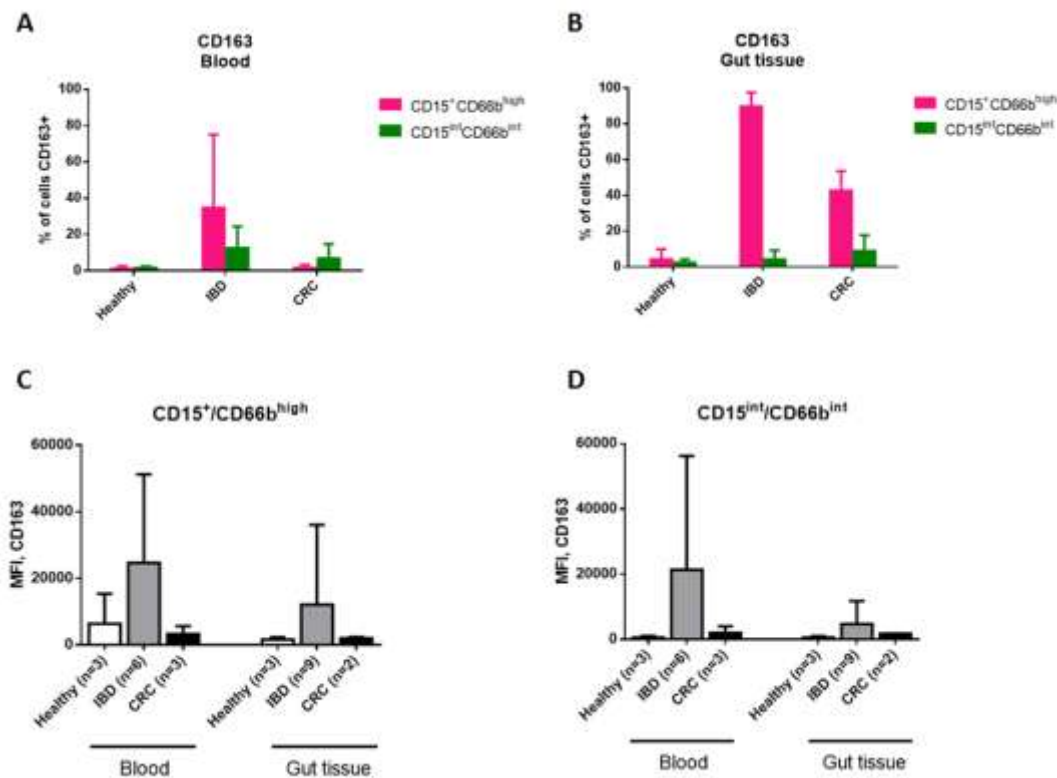 A
CD163
Blood
% of cells CD163+
100
80
60
40
20
0
Healthy
IBD
CRC
CD15+CD66bhigh
CD15intCD66bint
B
CD163
Gut tissue
% of cells CD163+
100
80
60
40
20
0
Healthy
IBD
CRC
CD15+CD66bhigh
CD15intCD66bint
C
CD15+/CD66bhigh
MFI, CD163
60000
40000
20000
0
Healthy (n=3)
IBD (n=6)
CRC (n=3)
Healthy (n=3)
IBD (n=9)
CRC (n=2)
Blood
Gut tissue
D
CD15int/CD66bint
MFI, CD163
60000
40000
20000
0
Healthy (n=3)
IBD (n=6)
CRC (n=3)
Healthy (n=3)
IBD (n=9)
CRC (n=2)
Blood
Gut tissue